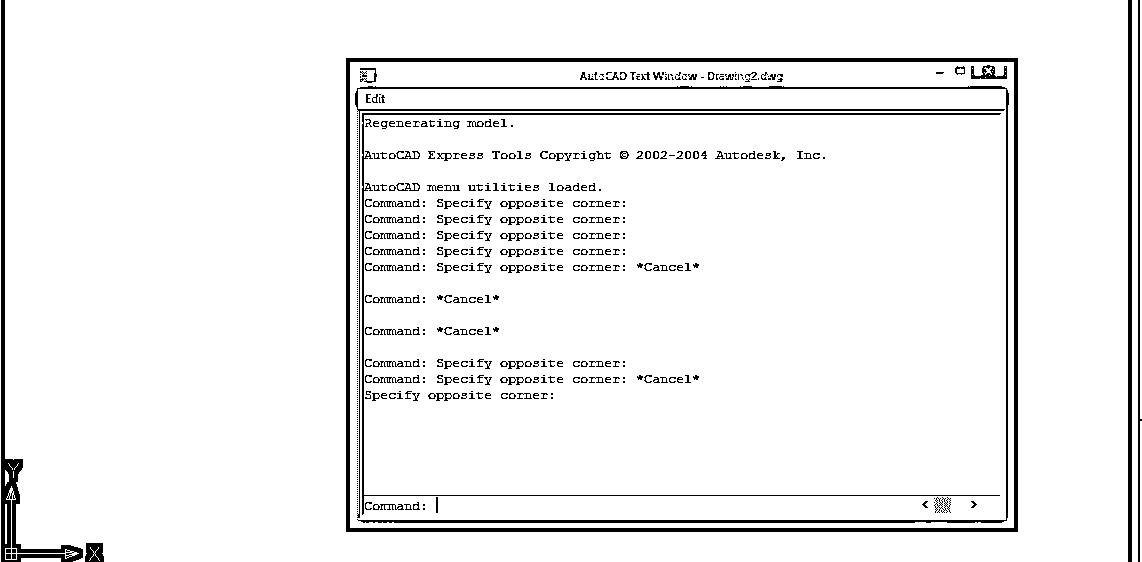 AutoCAD Text Window - Drawing2.dwg
Edit
Regenerating model.
AutoCAD Express Tools Copyright © 2002-2004 Autodesk, Inc.
AutoCAD menu utilities loaded.
Command: Specify opposite corner:
Command: Specify opposite corner:
Command: Specify opposite corner:
Command: Specify opposite corner:
Command: Specify opposite corner: *Cancel*
Command: *Cancel*
Command: *Cancel*
Command: Specify opposite corner:
Command: Specify opposite corner: *Cancel*
Specify opposite corner:
Command:
Y
X